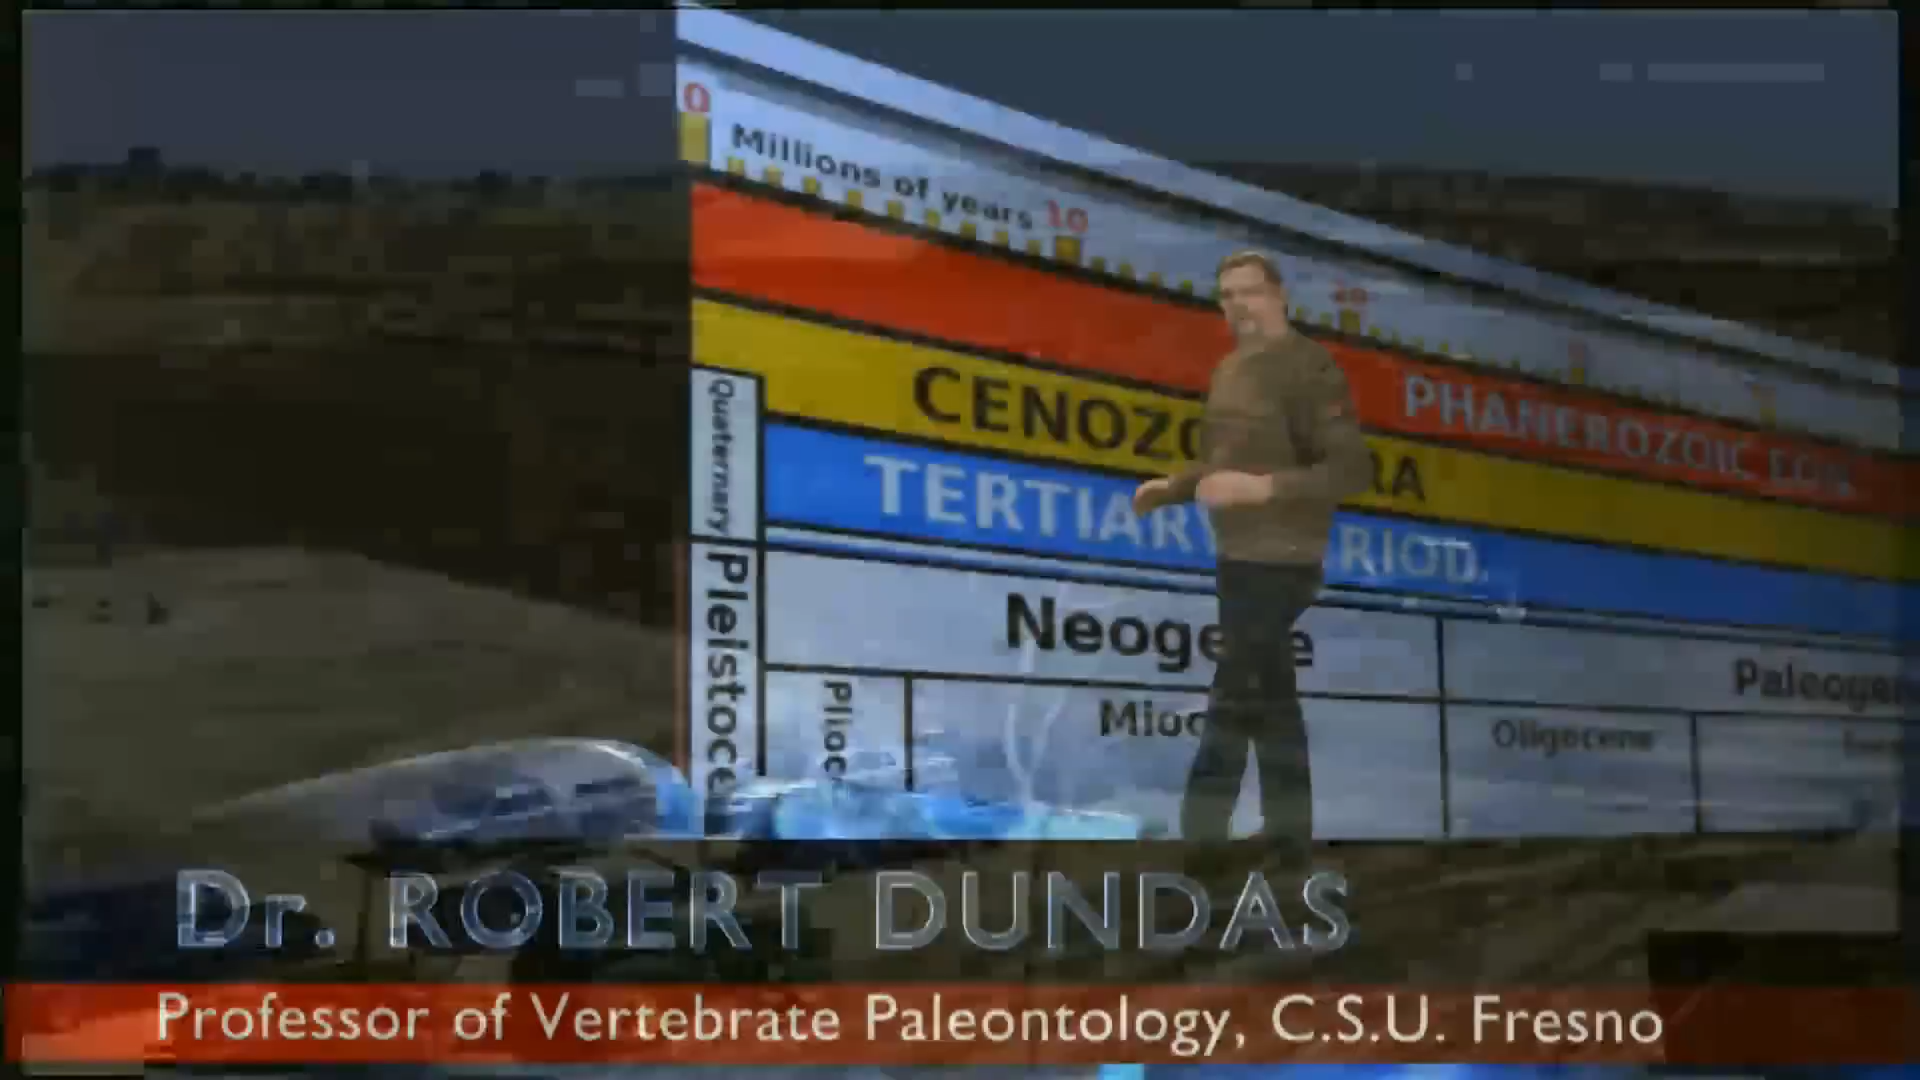 0
Millions of years 10
20
PHANEROZOIC EON
CENOZO RA
TERTIARY RIOD.
Quaternary
Pleistoce
Neoge e
Paleogen
Plioc
Mioc
Oligocene
Dr. ROBERT DUNDAS
Professor of Vertebrate Paleontology, C.S.U. Fresno